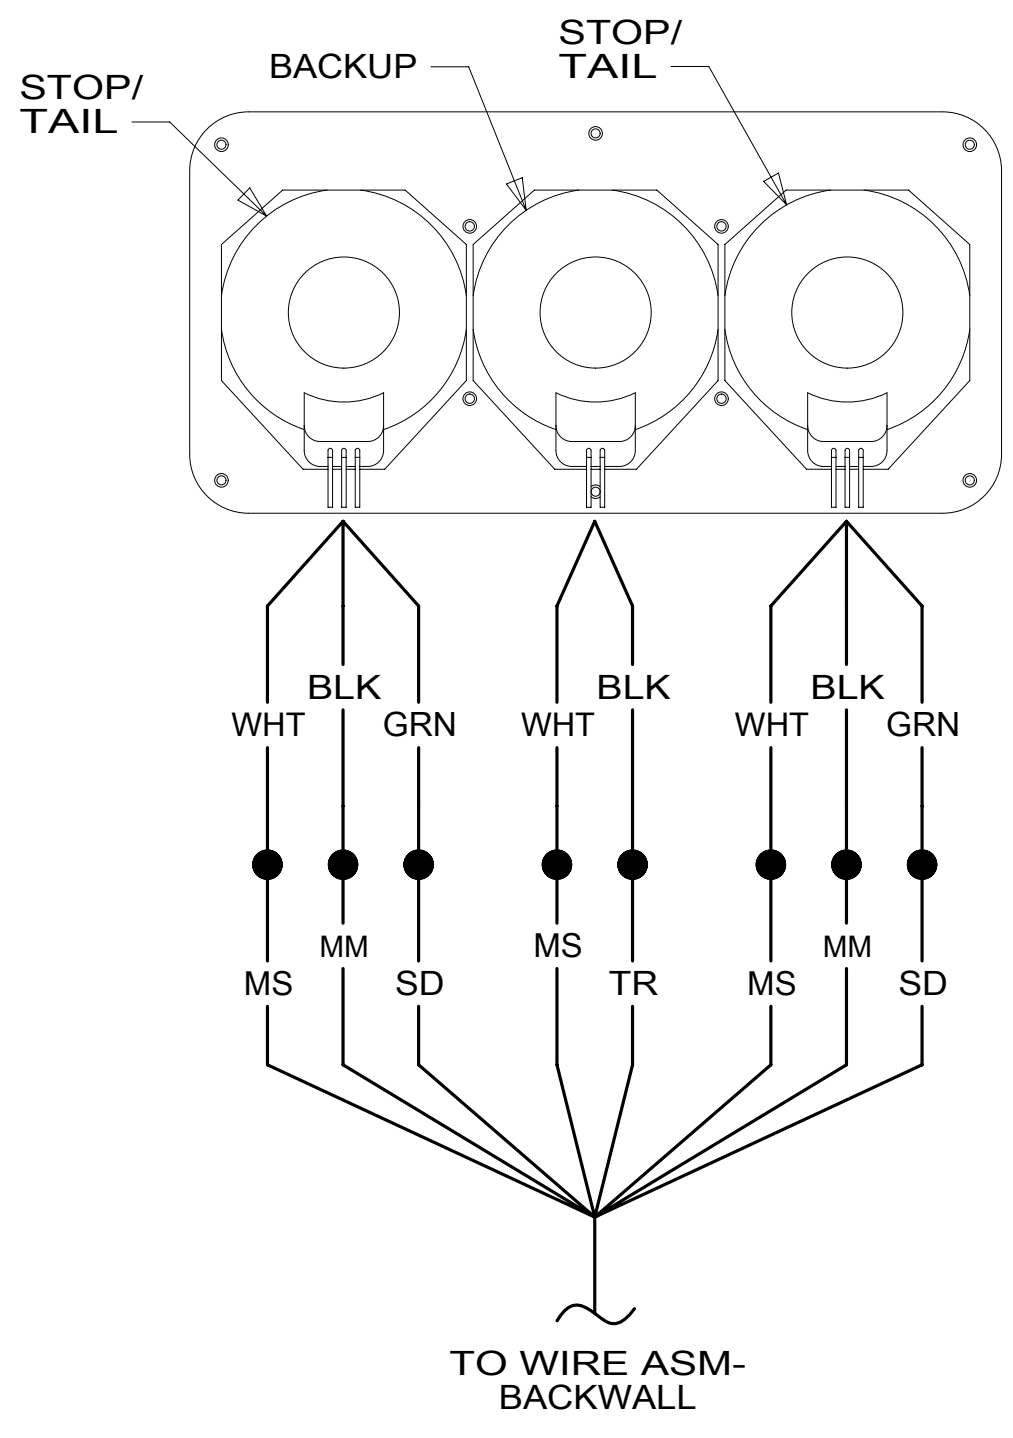 STOP/
TAIL
BACKUP
STOP/
TAIL
WHT
BLK
GRN
WHT
BLK
WHT
BLK
GRN
MS
MM
SD
MS
TR
MS
MM
SD
TO WIRE ASM-
BACKWALL